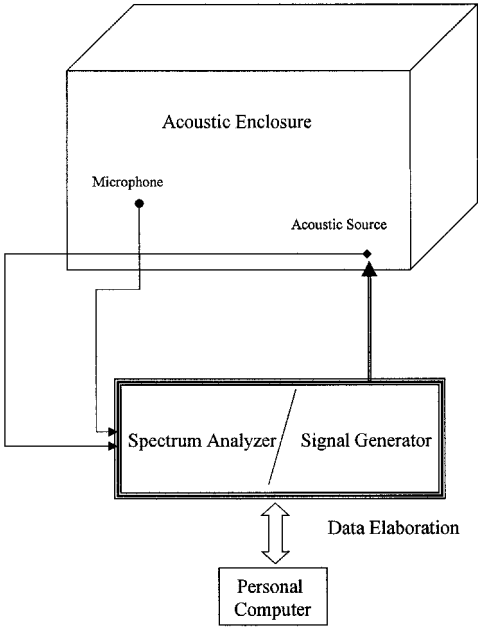 Acoustic Enclosure
Microphone
Acoustic Source
Spectrum Analyzer
Signal Generator
Data Elaboration
Personal
Computer